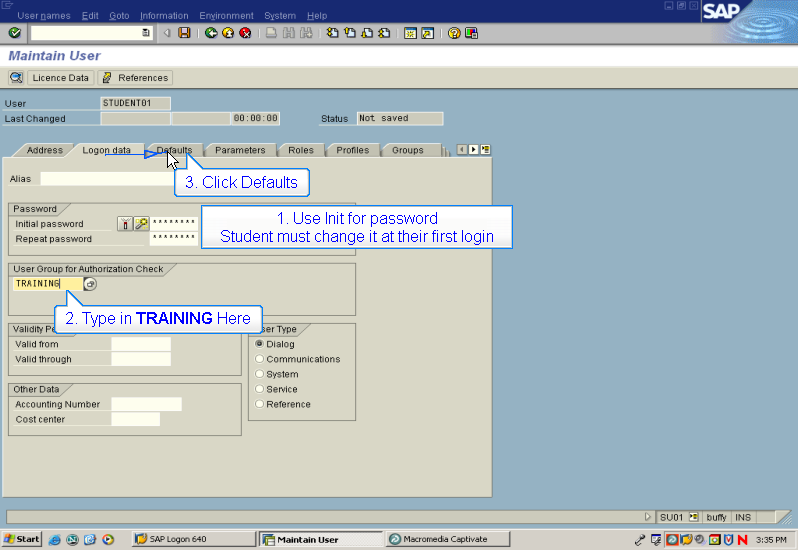 User names Edit Goto Information Environment System Help
SAP
Maintain User
Licence Data References
User STUDENT01
Last Changed 00:00:00 Status Not saved
Address Logon data Defaults Parameters Roles Profiles Groups
Alias
3. Click Defaults
Password
Initial password ********
Repeat password ********
1. Use Init for password
Student must change it at their first login
User Group for Authorization Check
TRAINING
2. Type in TRAINING Here
Validity Pe ser Type
Valid from Dialog
Valid through Communications
System
Other Data Service
Accounting Number Reference
Cost center
SU01 buffy INS
Start SAP Logon 640 Maintain User Macromedia Captivate 3:35 PM